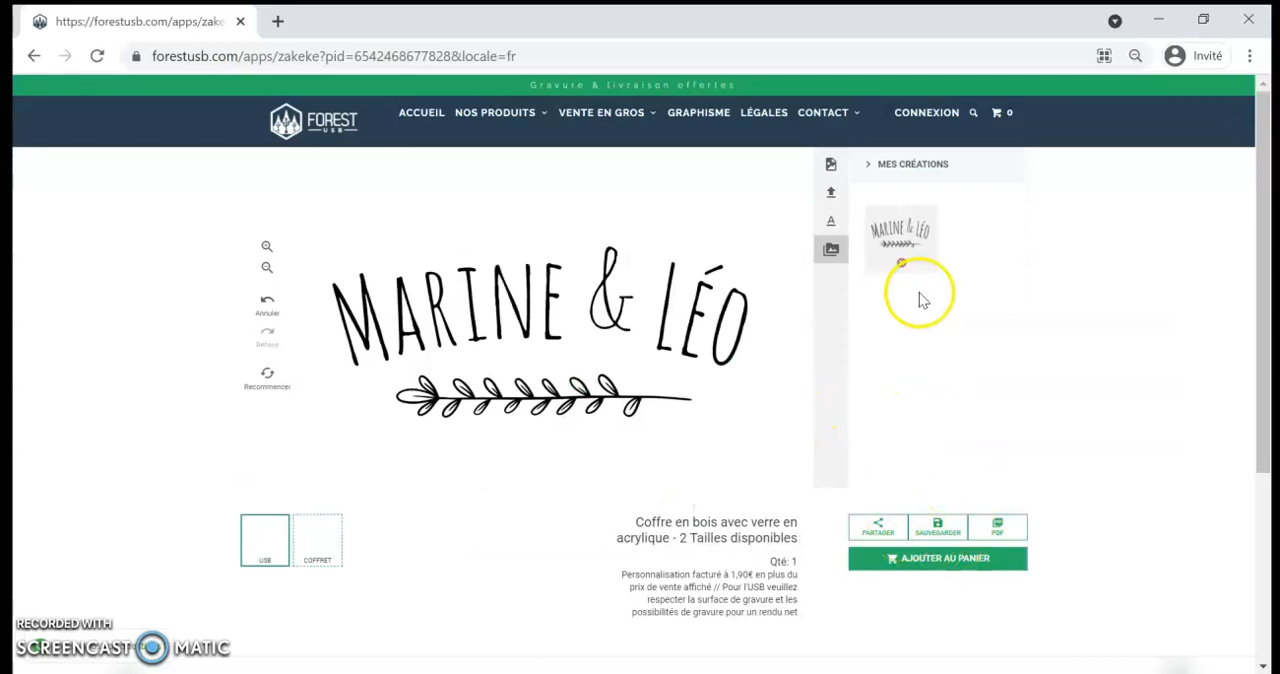 https://forestusb.com/apps/zake
forestusb.com/apps/zakeke?pid=6542468677828&locale=fr
Invité
Gravure & livraison offertes
FOREST
USB
ACCUEIL NOS PRODUITS VENTE EN GROS GRAPHISME LÉGALES CONTACT CONNEXION 0
MES CRÉATIONS
MARINE & LÉO
Annuler
Refaire
Recommencer
MARINE & LÉO
USB
COFFRET
Coffre en bois avec verre en
acrylique - 2 Tailles disponibles
Qté: 1
Personnalisation facturé à 1,90€ en plus du
prix de vente affiché // Pour l'USB veuillez
respecter la surface de gravure et les
possibilités de gravure pour un rendu net
PARTAGER
SAUVEGARDER
PDF
AJOUTER AU PANIER
RECORDED WITH
SCREENCAST MATIC